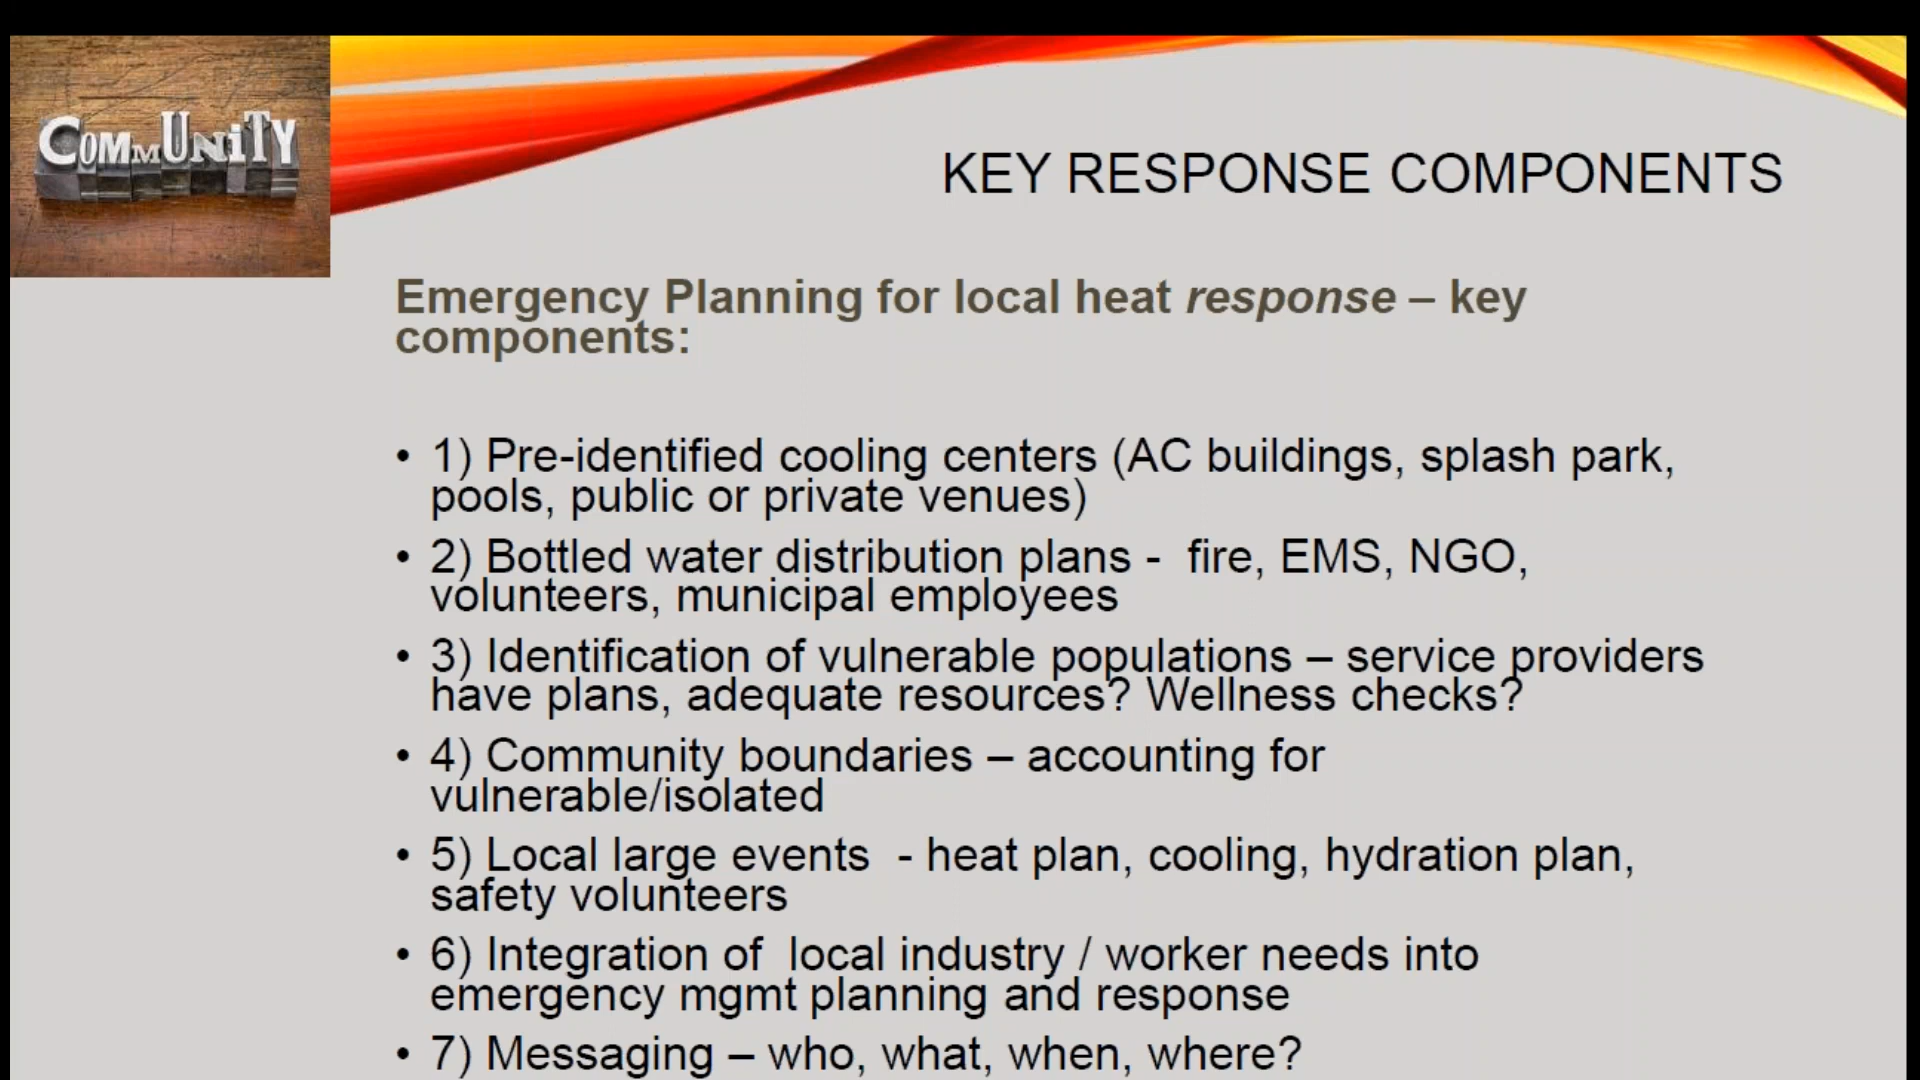 COMMUNiTY
KEY RESPONSE COMPONENTS
Emergency Planning for local heat response – key
components:
• 1) Pre-identified cooling centers (AC buildings, splash park,
pools, public or private venues)
• 2) Bottled water distribution plans - fire, EMS, NGO,
volunteers, municipal employees
• 3) Identification of vulnerable populations – service providers
have plans, adequate resources? Wellness checks?
• 4) Community boundaries – accounting for
vulnerable/isolated
• 5) Local large events - heat plan, cooling, hydration plan,
safety volunteers
• 6) Integration of local industry / worker needs into
emergency mgmt planning and response
• 7) Messaging – who, what, when, where?